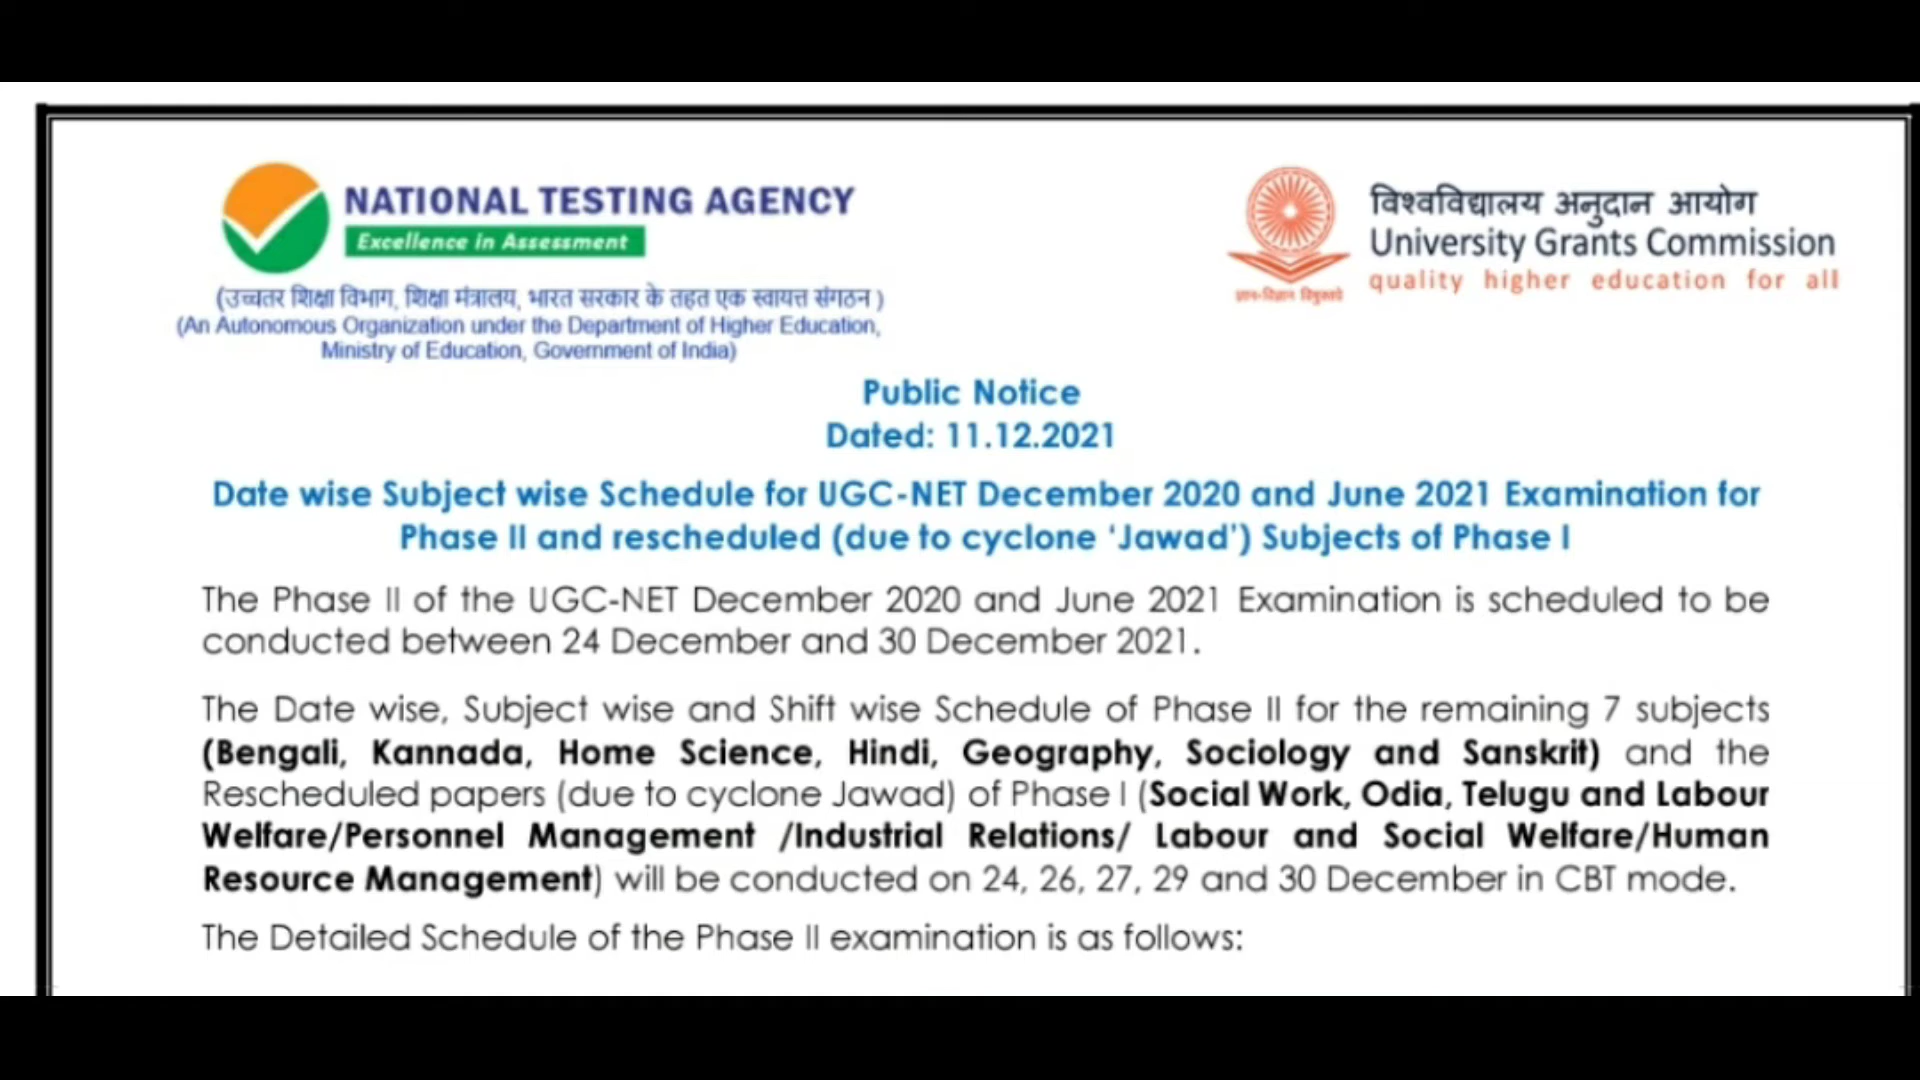 NATIONAL TESTING AGENCY
Excellence in Assessment
(उच्चतर शिक्षा विभाग, शिक्षा मंत्रालय, भारत सरकार के तहत एक स्वायत्त संगठन )
(An Autonomous Organization under the Department of Higher Education,
Ministry of Education, Government of India)
विश्वविद्यालय अनुदान आयोग
University Grants Commission
quality higher education for all
ज्ञान-विज्ञान विमुक्तये
Public Notice
Dated: 11.12.2021
Date wise Subject wise Schedule for UGC-NET December 2020 and June 2021 Examination for
Phase II and rescheduled (due to cyclone ‘Jawad’) Subjects of Phase I
The Phase II of the UGC-NET December 2020 and June 2021 Examination is scheduled to be
conducted between 24 December and 30 December 2021.
The Date wise, Subject wise and Shift wise Schedule of Phase II for the remaining 7 subjects
(Bengali, Kannada, Home Science, Hindi, Geography, Sociology and Sanskrit) and the
Rescheduled papers (due to cyclone Jawad) of Phase I (Social Work, Odia, Telugu and Labour
Welfare/Personnel Management /Industrial Relations/ Labour and Social Welfare/Human
Resource Management) will be conducted on 24, 26, 27, 29 and 30 December in CBT mode.
The Detailed Schedule of the Phase II examination is as follows: